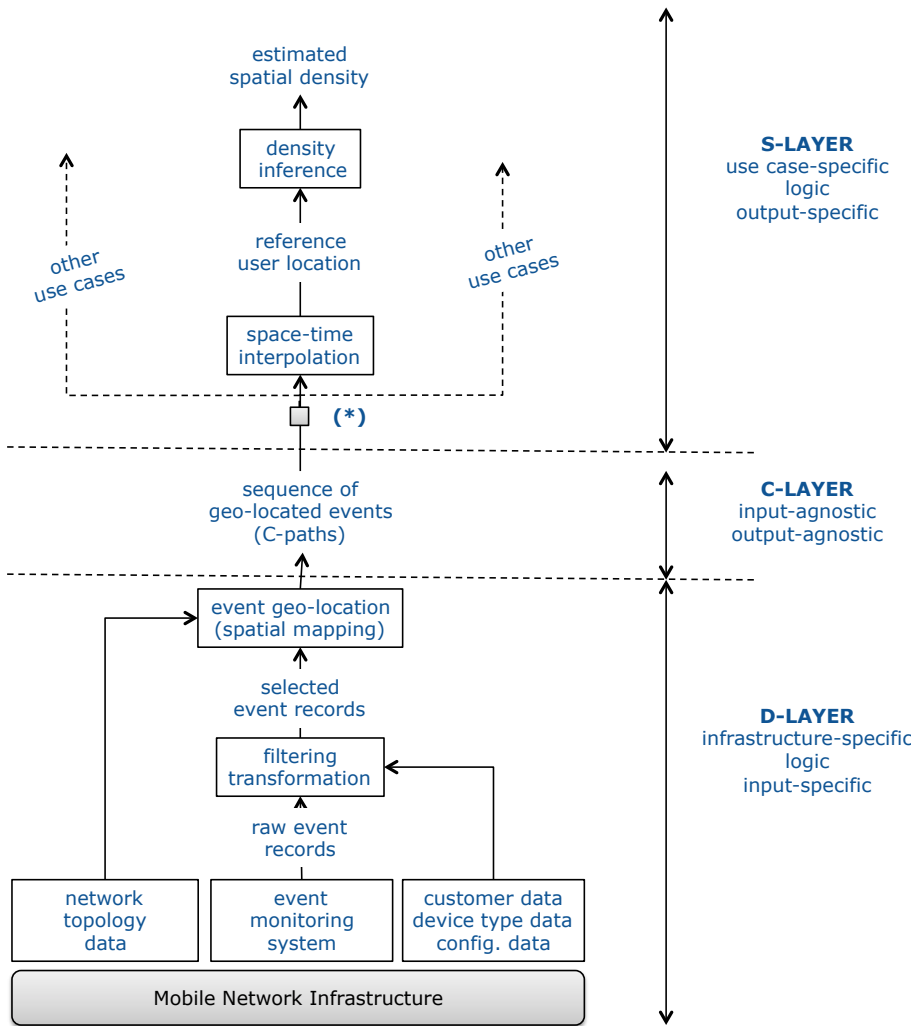 estimated
spatial density
density
inference
S-LAYER
use case-specific
logic
output-specific
reference
user location
other
use cases
other
use cases
space-time
interpolation
(*)
sequence of
geo-located events
(C-paths)
C-LAYER
input-agnostic
output-agnostic
event geo-location
(spatial mapping)
selected
event records
D-LAYER
infrastructure-specific
logic
input-specific
filtering
transformation
raw event
records
network
topology
data
event
monitoring
system
customer data
device type data
config. data
Mobile Network Infrastructure